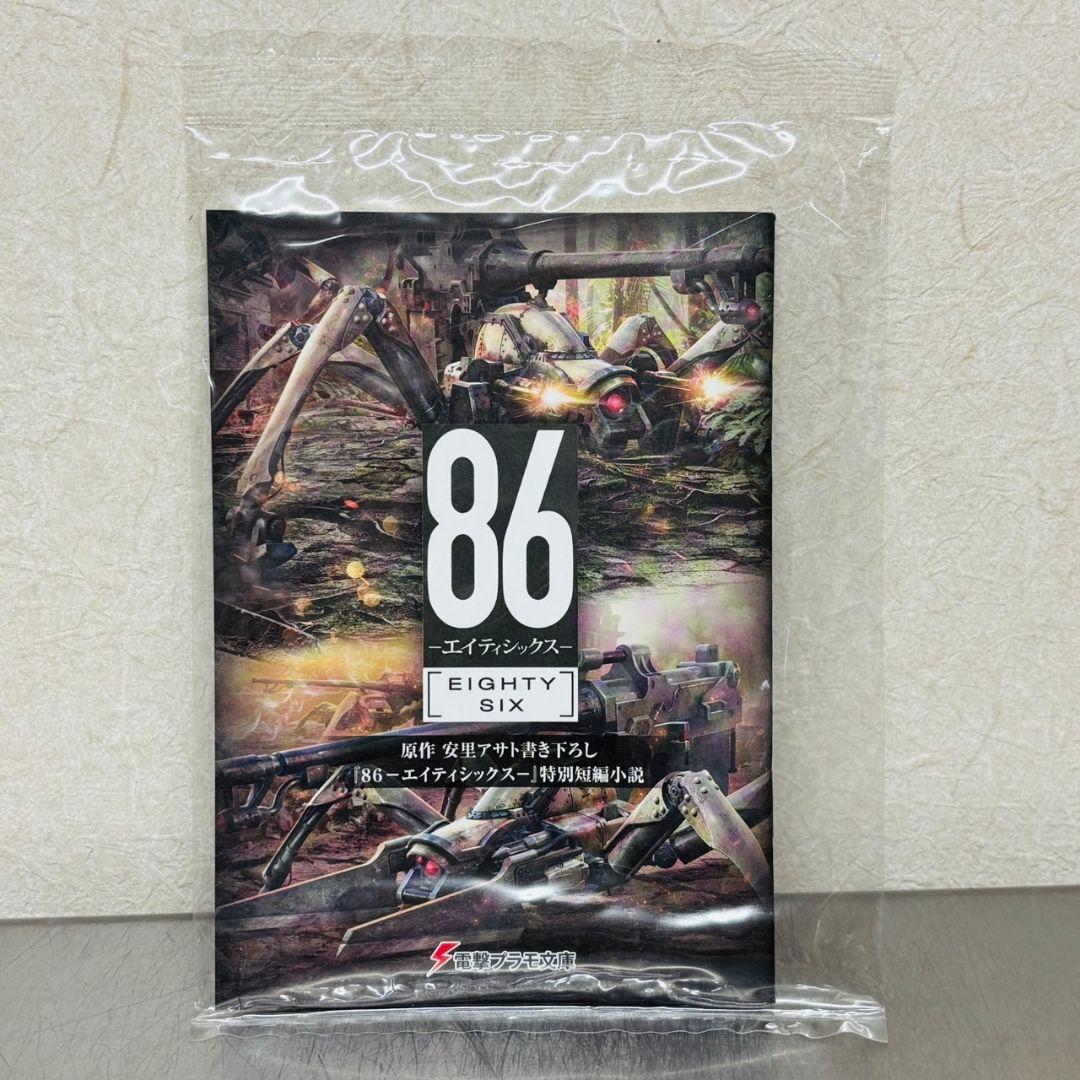 86
−エイティシックス−
EIGHTY
SIX
原作 安里アサト書き下ろし
『86−エイティシックス−』特別短編小説
電撃プラモ文庫